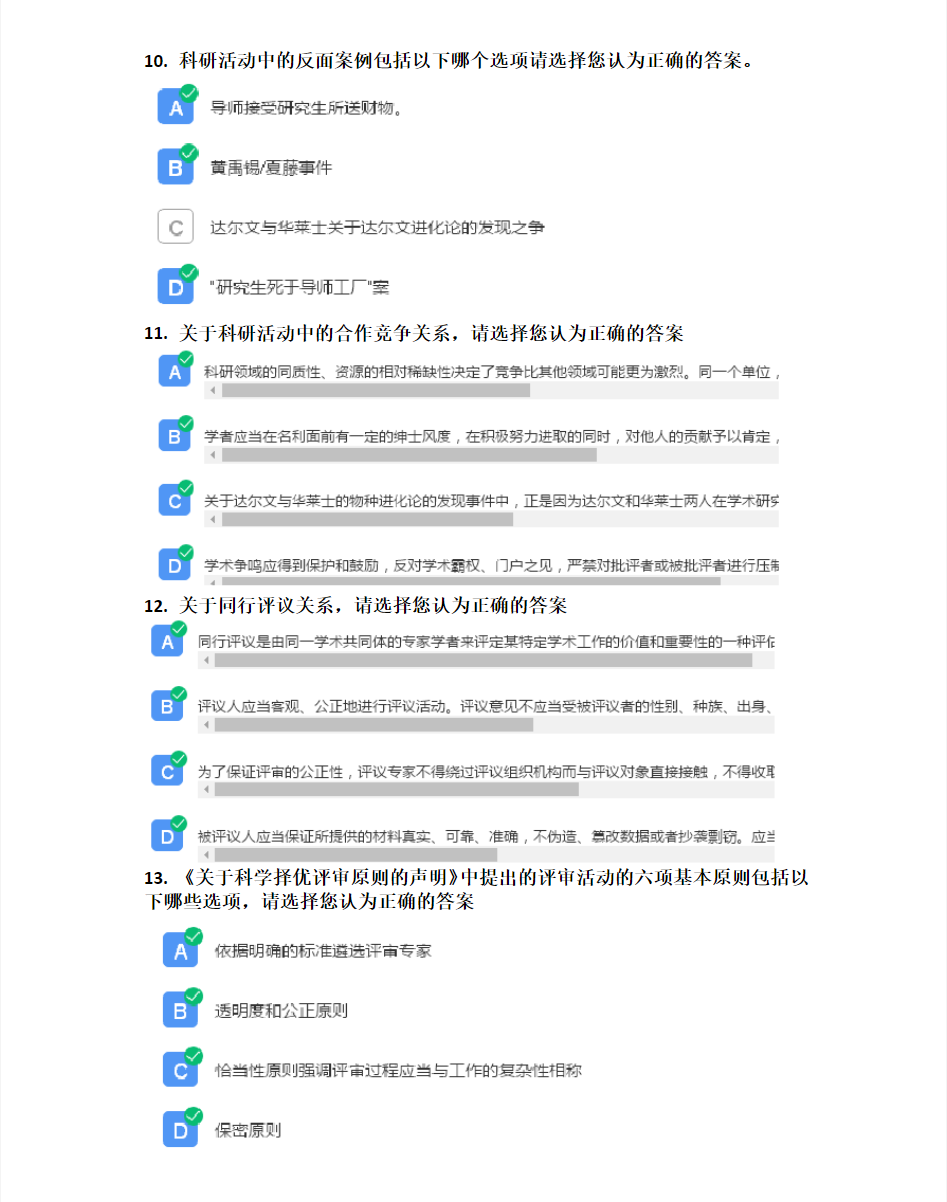 10. 科研活动中的反面案例包括以下哪个选项请选择您认为正确的答案。
A 导师接受研究生所送财物。
B 黄禹锡/夏藤事件
C 达尔文与华莱士关于达尔文进化论的发现之争
D "研究生死于导师工厂"案
11. 关于科研活动中的合作竞争关系，请选择您认为正确的答案
A 科研领域的同质性、资源的相对稀缺性决定了竞争比其他领域可能更为激烈。同一个单位，
B 学者应当在名利面前有一定的绅士风度，在积极努力进取的同时，对他人的贡献予以肯定，
C 关于达尔文与华莱士的物种进化论的发现事件中，正是因为达尔文和华莱士两人在学术研究
D 学术争鸣应得到保护和鼓励，反对学术霸权、门户之见，严禁对批评者或被批评者进行压制
12. 关于同行评议关系，请选择您认为正确的答案
A 同行评议是由同一学术共同体的专家学者来评定某特定学术工作的价值和重要性的一种评估
B 评议人应当客观、公正地进行评议活动。评议意见不应当受被评议者的性别、种族、出身、
C 为了保证评审的公正性，评议专家不得绕过评议组织机构而与评议对象直接接触，不得收取
D 被评议人应当保证所提供的材料真实、可靠、准确，不伪造、篡改数据或者抄袭剽窃。应当
13. 《关于科学择优评审原则的声明》中提出的评审活动的六项基本原则包括以
下哪些选项，请选择您认为正确的答案
A 依据明确的标准遴选评审专家
B 透明度和公正原则
C 恰当性原则强调评审过程应当与工作的复杂性相称
D 保密原则